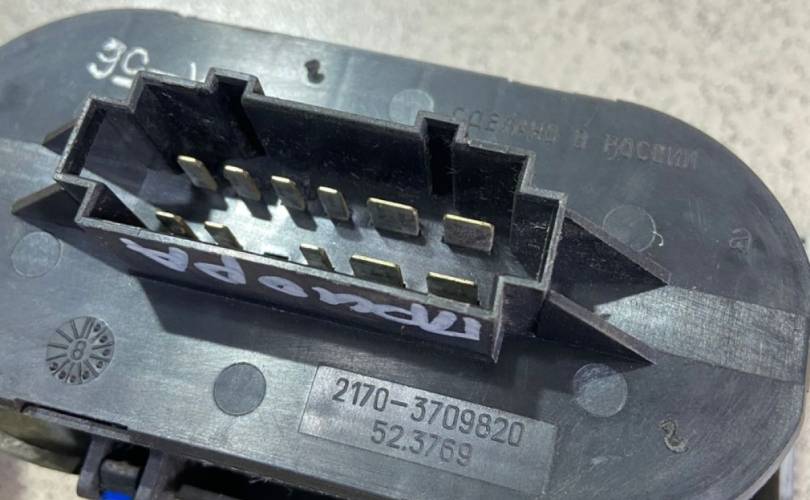 СДЕЛАНО В РОССИИ
ПРИОРА
В
2170-3709820
52.3769